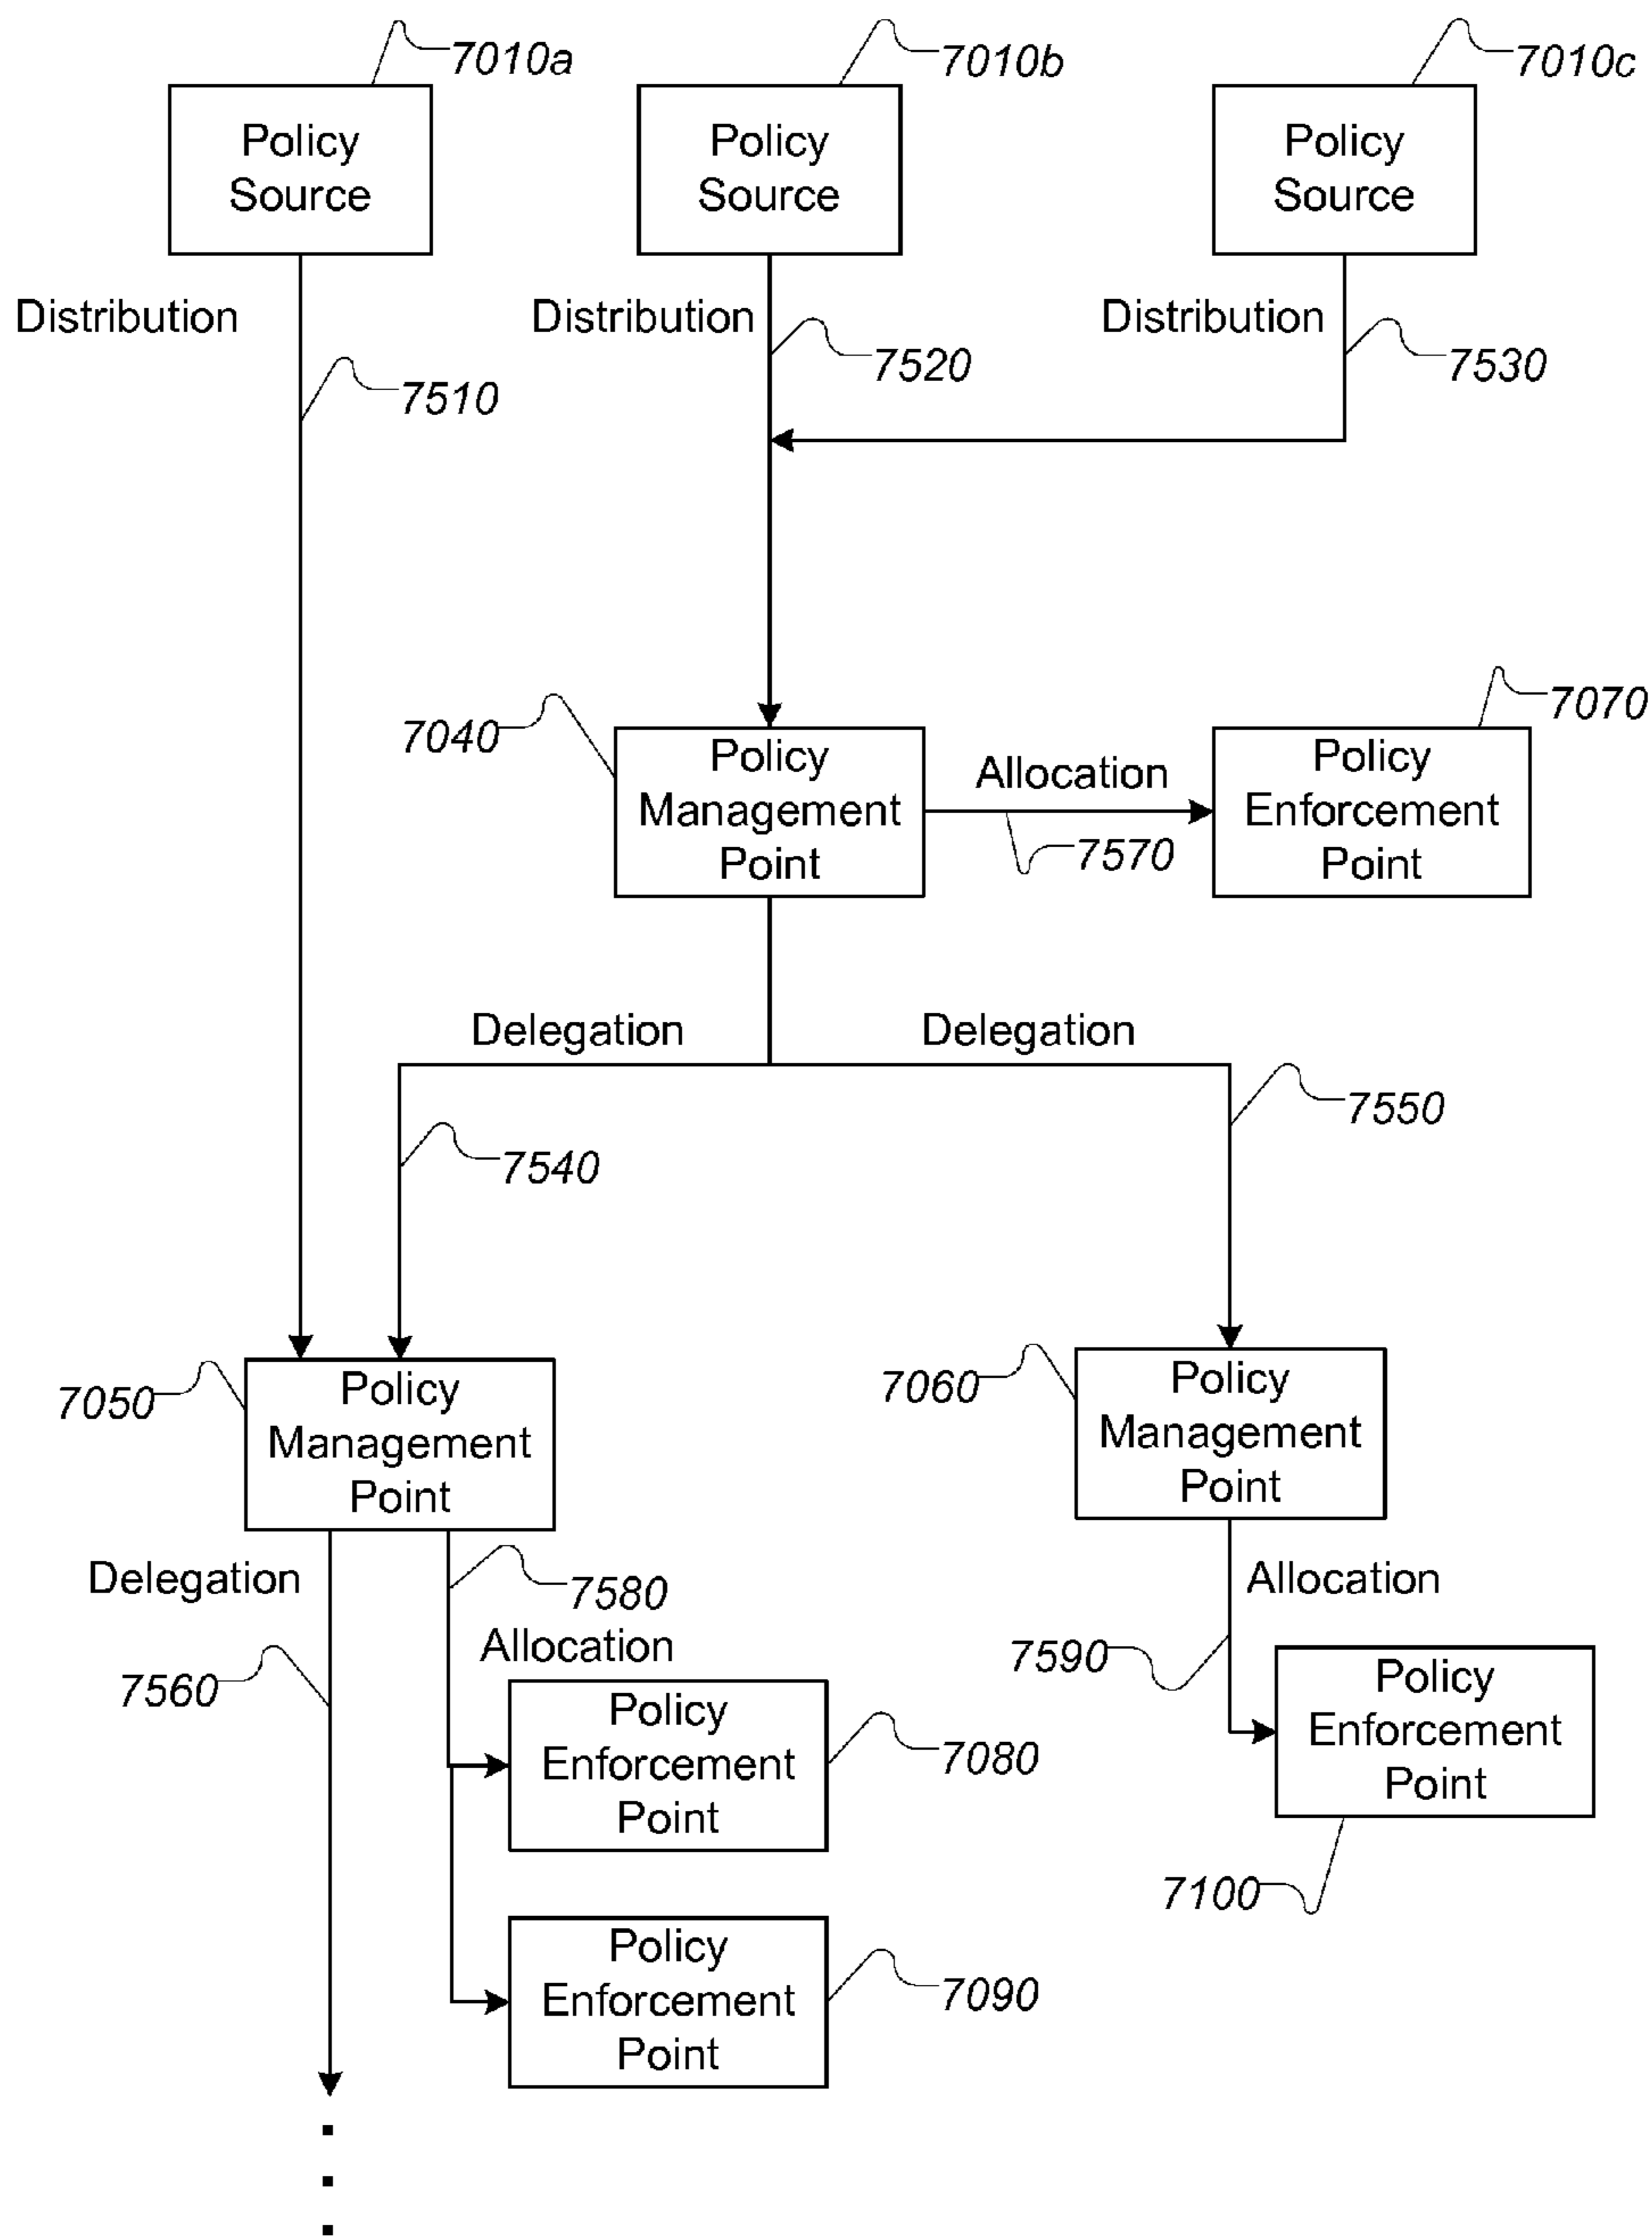 7010a
7010b
7010c
Policy
Source
Policy
Source
Policy
Source
Distribution
Distribution
Distribution
7510
7520
7530
7040
Policy
Management
Point
Allocation
7570
7070
Policy
Enforcement
Point
Delegation
Delegation
7540
7550
7050
Policy
Management
Point
7060
Policy
Management
Point
Delegation
7560
7580
Allocation
Policy
Enforcement
Point
7080
Policy
Enforcement
Point
7090
Allocation
7590
Policy
Enforcement
Point
7100